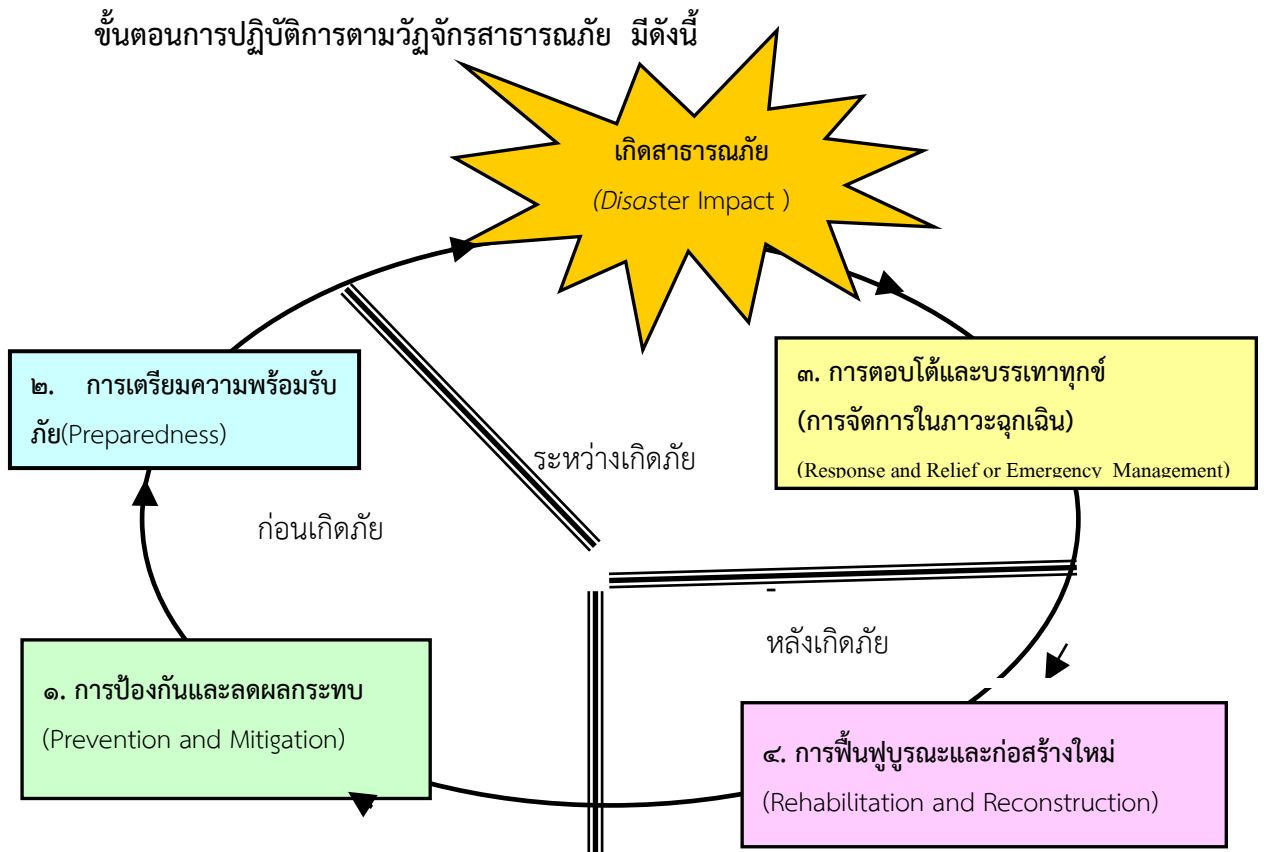 ขั้นตอนการปฏิบัติการตามวัฏจักรสาธารณภัย มีดังนี้
เกิดสาธารณภัย
(Disaster Impact )
๒. การเตรียมความพร้อมรับ
ภัย(Preparedness)
๓. การตอบโต้และบรรเทาทุกข์
(การจัดการในภาวะฉุกเฉิน)
(Response and Relief or Emergency Management)
ระหว่างเกิดภัย
ก่อนเกิดภัย
หลังเกิดภัย
๑. การป้องกันและลดผลกระทบ
(Prevention and Mitigation)
๔. การฟื้นฟูบูรณะและก่อสร้างใหม่
(Rehabilitation and Reconstruction)